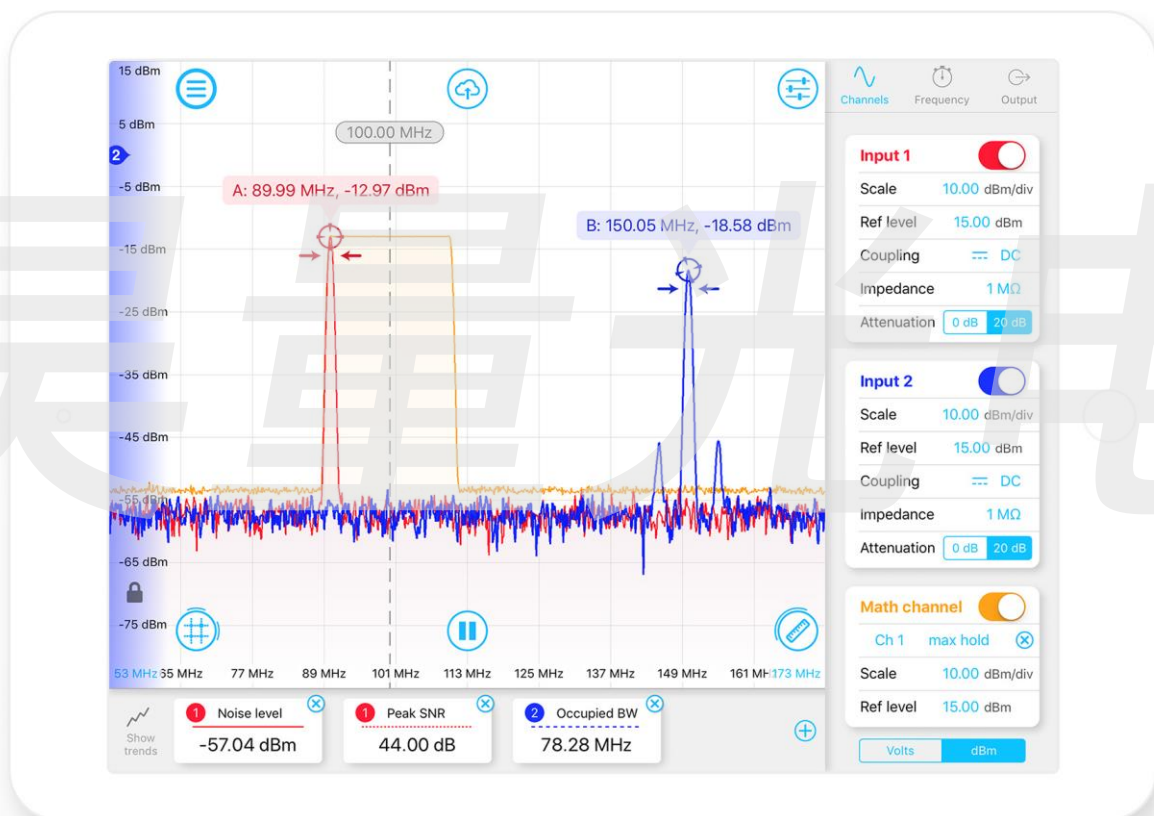 15 dBm
5 dBm
2
-5 dBm
-15 dBm
-25 dBm
-35 dBm
-45 dBm
-55 dBm
-65 dBm
-75 dBm
100.00 MHz
A: 89.99 MHz, -12.97 dBm
B: 150.05 MHz, -18.58 dBm
53 MHz 65 MHz 77 MHz 89 MHz 101 MHz 113 MHz 125 MHz 137 MHz 149 MHz 161 MH 173 MHz
Show
trends
1 Noise level
-57.04 dBm
1 Peak SNR
44.00 dB
2 Occupied BW
78.28 MHz
Channels Frequency Output
Input 1
Scale 10.00 dBm/div
Ref level 15.00 dBm
Coupling DC
Impedance 1 MΩ
Attenuation 0 dB 20 dB
Input 2
Scale 10.00 dBm/div
Ref level 15.00 dBm
Coupling DC
Impedance 1 MΩ
Attenuation 0 dB 20 dB
Math channel
Ch 1 max hold
Scale 10.00 dBm/div
Ref level 15.00 dBm
Volts dBm
量光